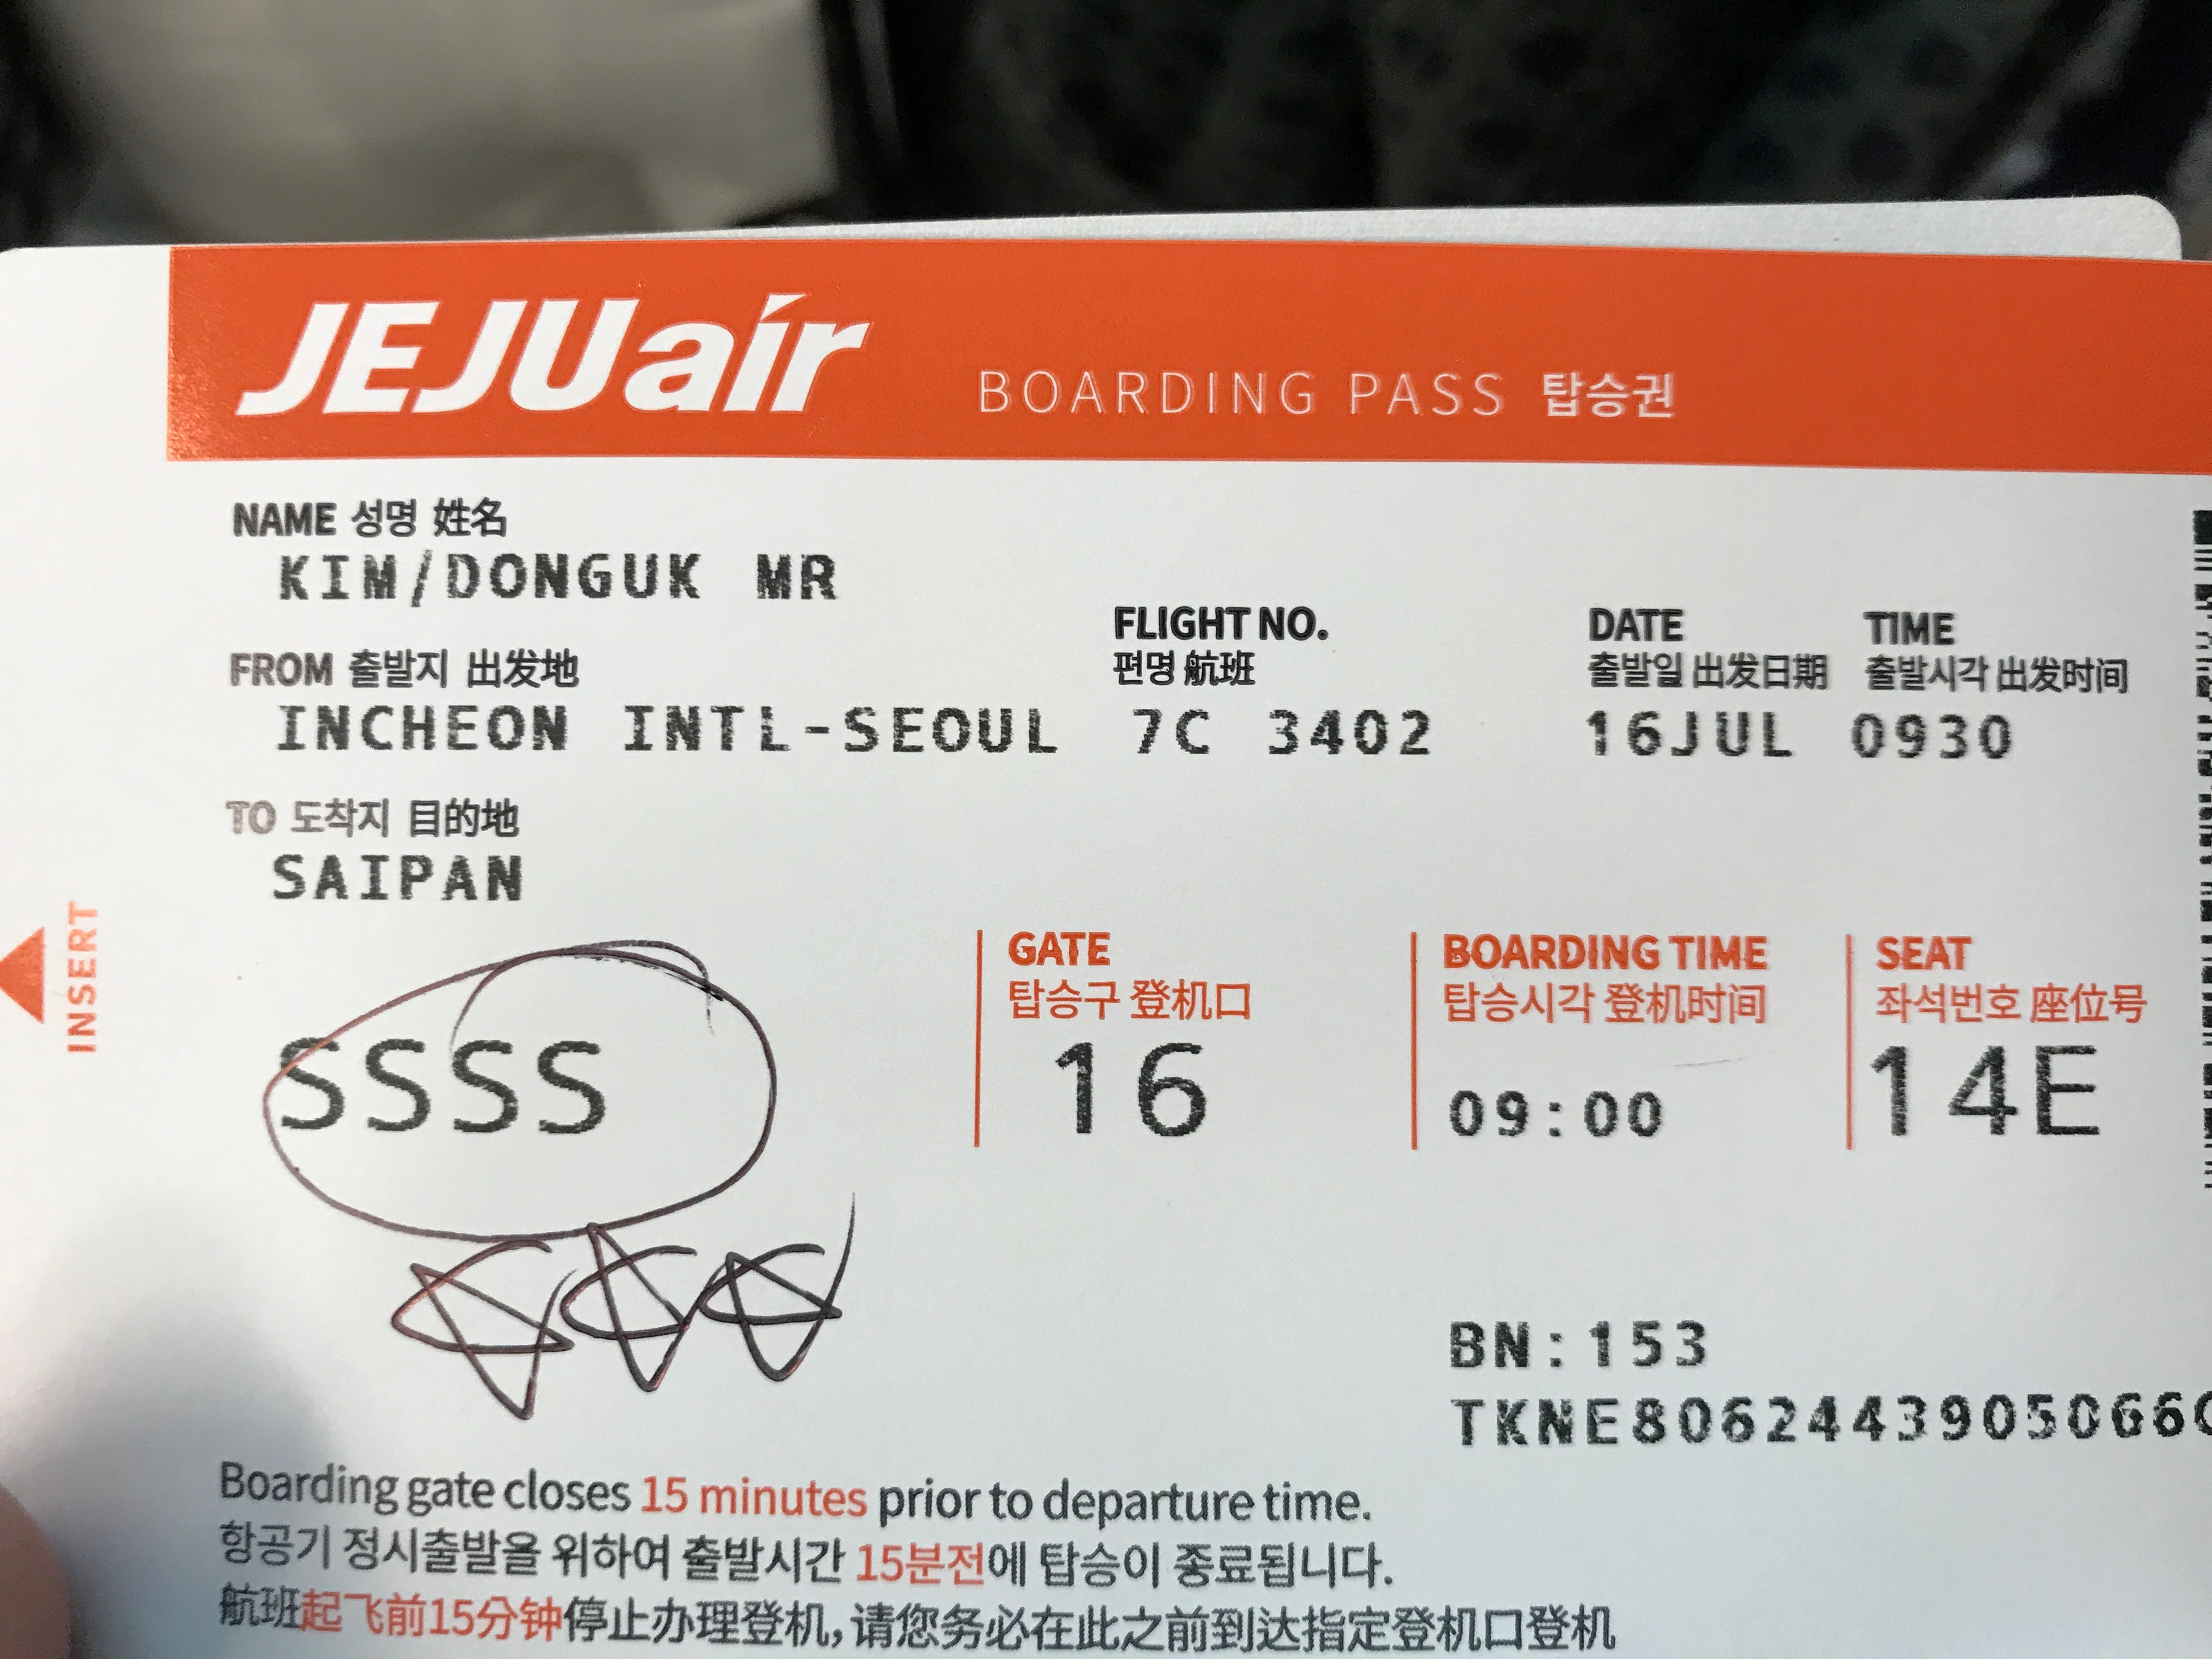 JEJUair BOARDING PASS 탑승권
NAME 성명 姓名
KIM/DONGUK MR
FROM 출발지 出发地
INCHEON INTL-SEOUL
FLIGHT NO.
편명 航班
7C 3402
DATE
출발일 出发日期
16JUL
TIME
출발시각 出发时间
0930
TO 도착지 目的地
SAIPAN
INSERT
SSSS
GATE
탑승구 登机口
16
BOARDING TIME
탑승시각 登机时间
09:00
SEAT
좌석번호 座位号
14E
BN:153
Boarding gate closes 15 minutes prior to departure time.
항공기 정시출발을 위하여 출발시간 15분전에 탑승이 종료됩니다.
航班起飞前15分钟停止办理登机,请您务必在此之前到达指定登机口登机